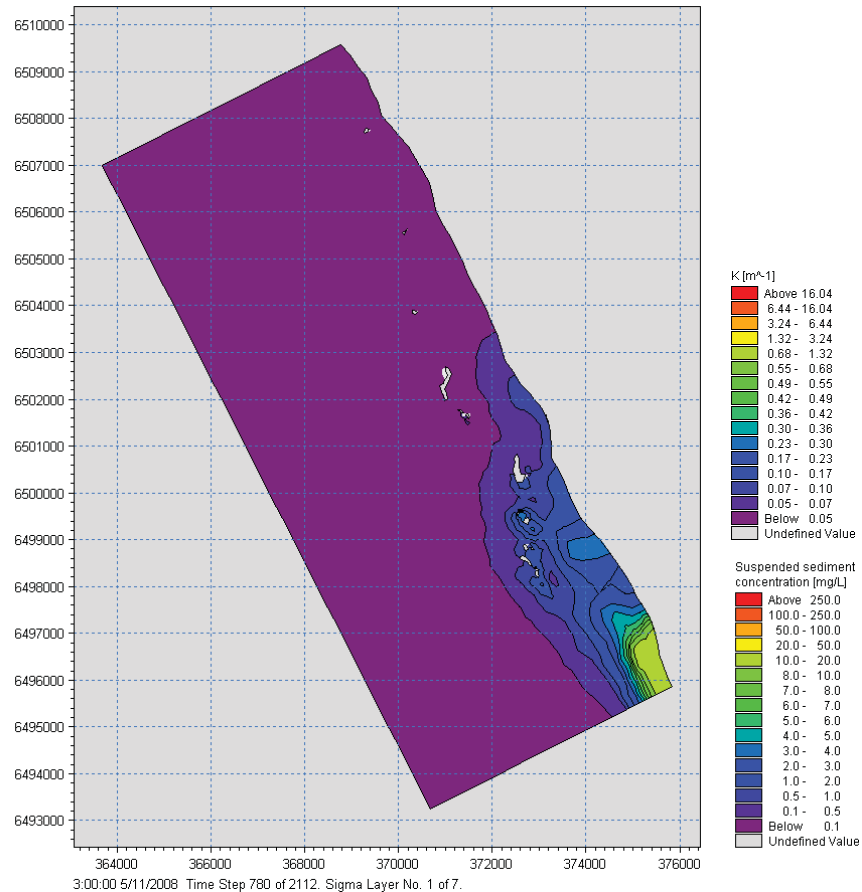 6510000
6509000
6508000
6507000
6506000
6505000
6504000
6503000
6502000
6501000
6500000
6499000
6498000
6497000
6496000
6495000
6494000
6493000
364000 366000 368000 370000 372000 374000 376000
3:00:00 5/11/2008 Time Step 780 of 2112. Sigma Layer No. 1 of 7.
K [m^-1]
Above 16.04
6.44 - 16.04
3.24 - 6.44
1.32 - 3.24
0.68 - 1.32
0.55 - 0.68
0.49 - 0.55
0.42 - 0.49
0.36 - 0.42
0.30 - 0.36
0.23 - 0.30
0.17 - 0.23
0.10 - 0.17
0.07 - 0.10
0.05 - 0.07
Below 0.05
Undefined Value
Suspended sediment
concentration [mg/L]
Above 250.0
100.0 - 250.0
50.0 - 100.0
20.0 - 50.0
10.0 - 20.0
8.0 - 10.0
7.0 - 8.0
6.0 - 7.0
5.0 - 6.0
4.0 - 5.0
3.0 - 4.0
2.0 - 3.0
1.0 - 2.0
0.5 - 1.0
0.1 - 0.5
Below 0.1
Undefined Value